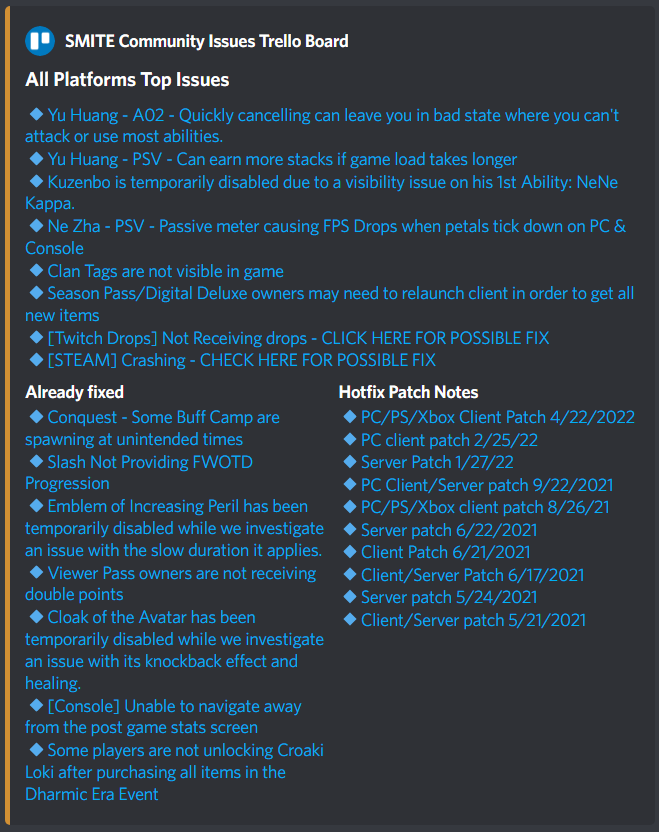 SMITE Community Issues Trello Board
All Platforms Top Issues
Yu Huang - A02 - Quickly cancelling can leave you in bad state where you can't
attack or use most abilities.
Yu Huang - PSV - Can earn more stacks if game load takes longer
Kuzenbo is temporarily disabled due to a visibility issue on his 1st Ability: NeNe
Kappa.
Ne Zha - PSV - Passive meter causing FPS Drops when petals tick down on PC &
Console
Clan Tags are not visible in game
Season Pass/Digital Deluxe owners may need to relaunch client in order to get all
new items
[Twitch Drops] Not Receiving drops - CLICK HERE FOR POSSIBLE FIX
[STEAM] Crashing - CHECK HERE FOR POSSIBLE FIX
Already fixed
Conquest - Some Buff Camp are
spawning at unintended times
Slash Not Providing FWOTD
Progression
Emblem of Increasing Peril has been
temporarily disabled while we investigate
an issue with the slow duration it applies.
Viewer Pass owners are not receiving
double points
Cloak of the Avatar has been
temporarily disabled while we investigate
an issue with its knockback effect and
healing.
[Console] Unable to navigate away
from the post game stats screen
Some players are not unlocking Croaki
Loki after purchasing all items in the
Dharmic Era Event
Hotfix Patch Notes
PC/PS/Xbox Client Patch 4/22/2022
PC client patch 2/25/22
Server Patch 1/27/22
PC Client/Server patch 9/22/2021
PC/PS/Xbox client patch 8/26/21
Server patch 6/22/2021
Client Patch 6/21/2021
Client/Server Patch 6/17/2021
Server patch 5/24/2021
Client/Server patch 5/21/2021